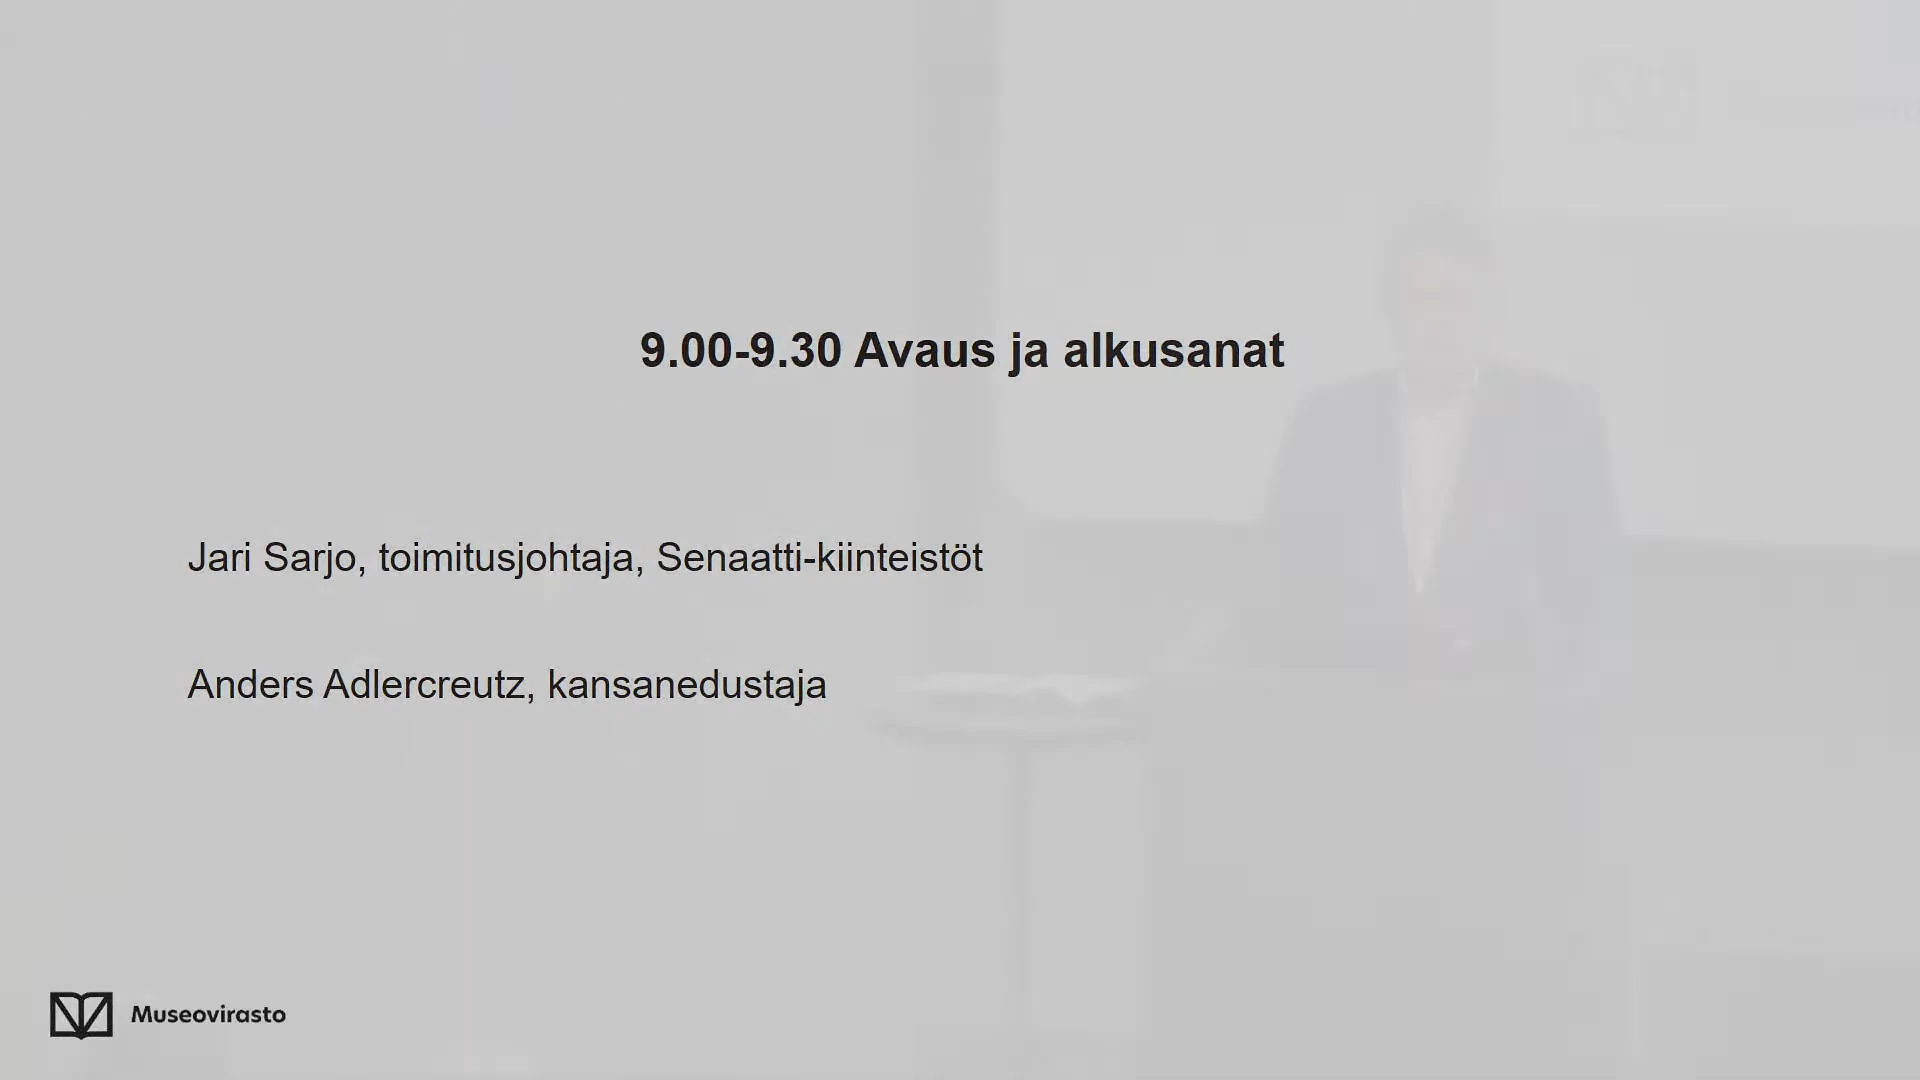 9.00-9.30 Avaus ja alkusanat
Jari Sarjo, toimitusjohtaja, Senaatti-kiinteistöt
Anders Adlercreutz, kansanedustaja
Museovirasto